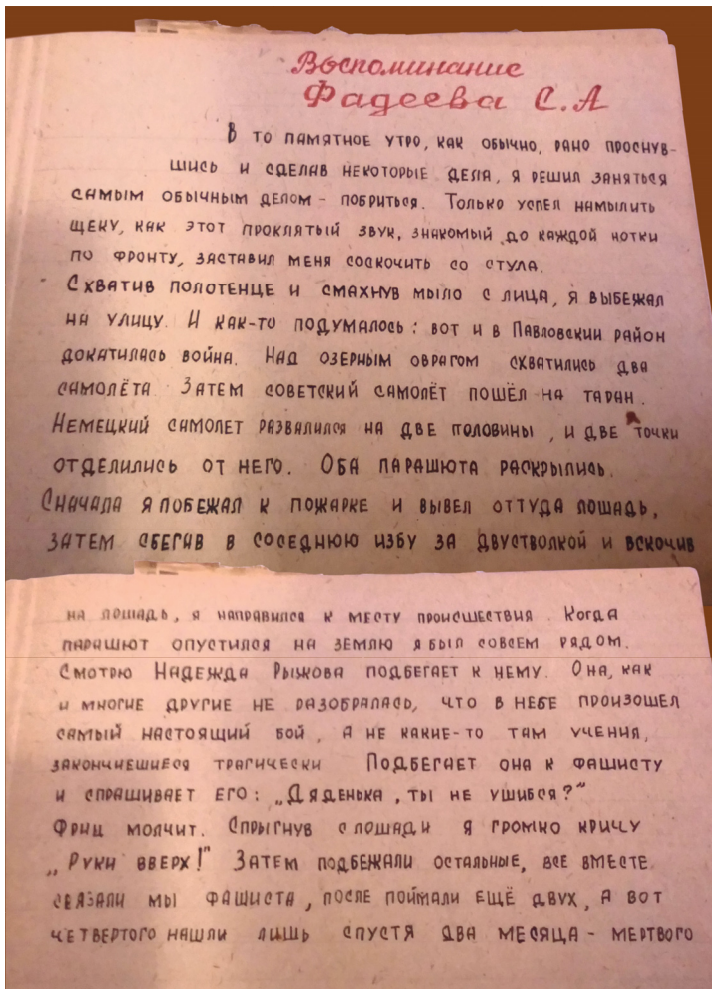 Воспоминание
Фадеева С.А
В то памятное утро, как обычно, рано проснув-
шись и сделав некоторые дела, я решил заняться
самым обычным делом - побриться. Только успел намылить
щеку, как этот проклятый звук, знакомый до каждой нотки
по фронту, заставил меня соскочить со стула.
Схватив полотенце и смахнув мыло с лица, я выбежал
на улицу. И как-то подумалось: вот и в Павловский район
докатилась война. Над озерным оврагом схватились два
самолёта. Затем советский самолёт пошёл на таран.
Немецкий самолет развалился на две половины, и две точки
отделились от него. Оба парашюта раскрылись.
Сначала я побежал к пожарке и вывел оттуда лошадь,
затем сбегав в соседнюю избу за двустволкой и вскочив
на лошадь, я направился к месту происшествия. Когда
парашют опустился на землю я был совсем рядом.
Смотрю Надежда Рыжова подбегает к нему. Она, как
и многие другие не разобралась, что в небе произошел
самый настоящий бой, а не какие-то там учения,
закончиешиеся трагически Подбегает она к фашисту
и спрашивает его: „Дяденька, ты не ушибся?"
Фриц молчит. Спрыгнув с лошади я громко кричу
„Руки вверх!" Затем подбежали остальные, все вместе
связали мы фашиста, после поймали ещё двух, а вот
четвертого нашли лишь спустя два месяца - мертвого